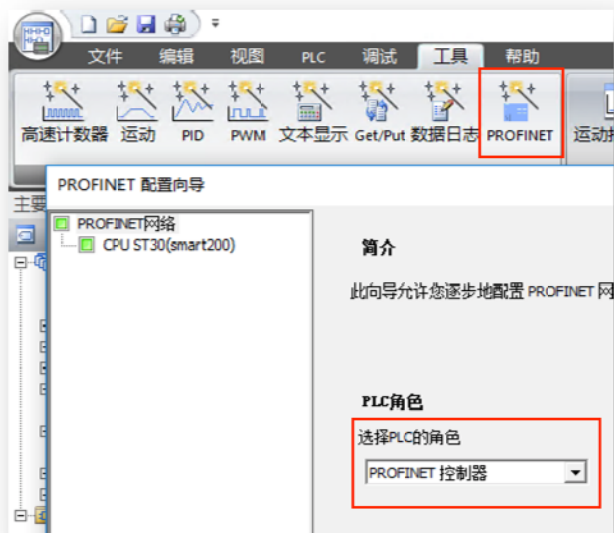 文件 编辑 视图 PLC 调试 工具 帮助
高速计数器 运动 PID PWM 文本显示 Get/Put 数据日志 PROFINET 运动
PROFINET 配置向导
主要
PROFINET网络
CPU ST30(smart200)
简介
此向导允许您逐步地配置 PROFINET 网
PLC角色
选择PLC的角色
PROFINET 控制器